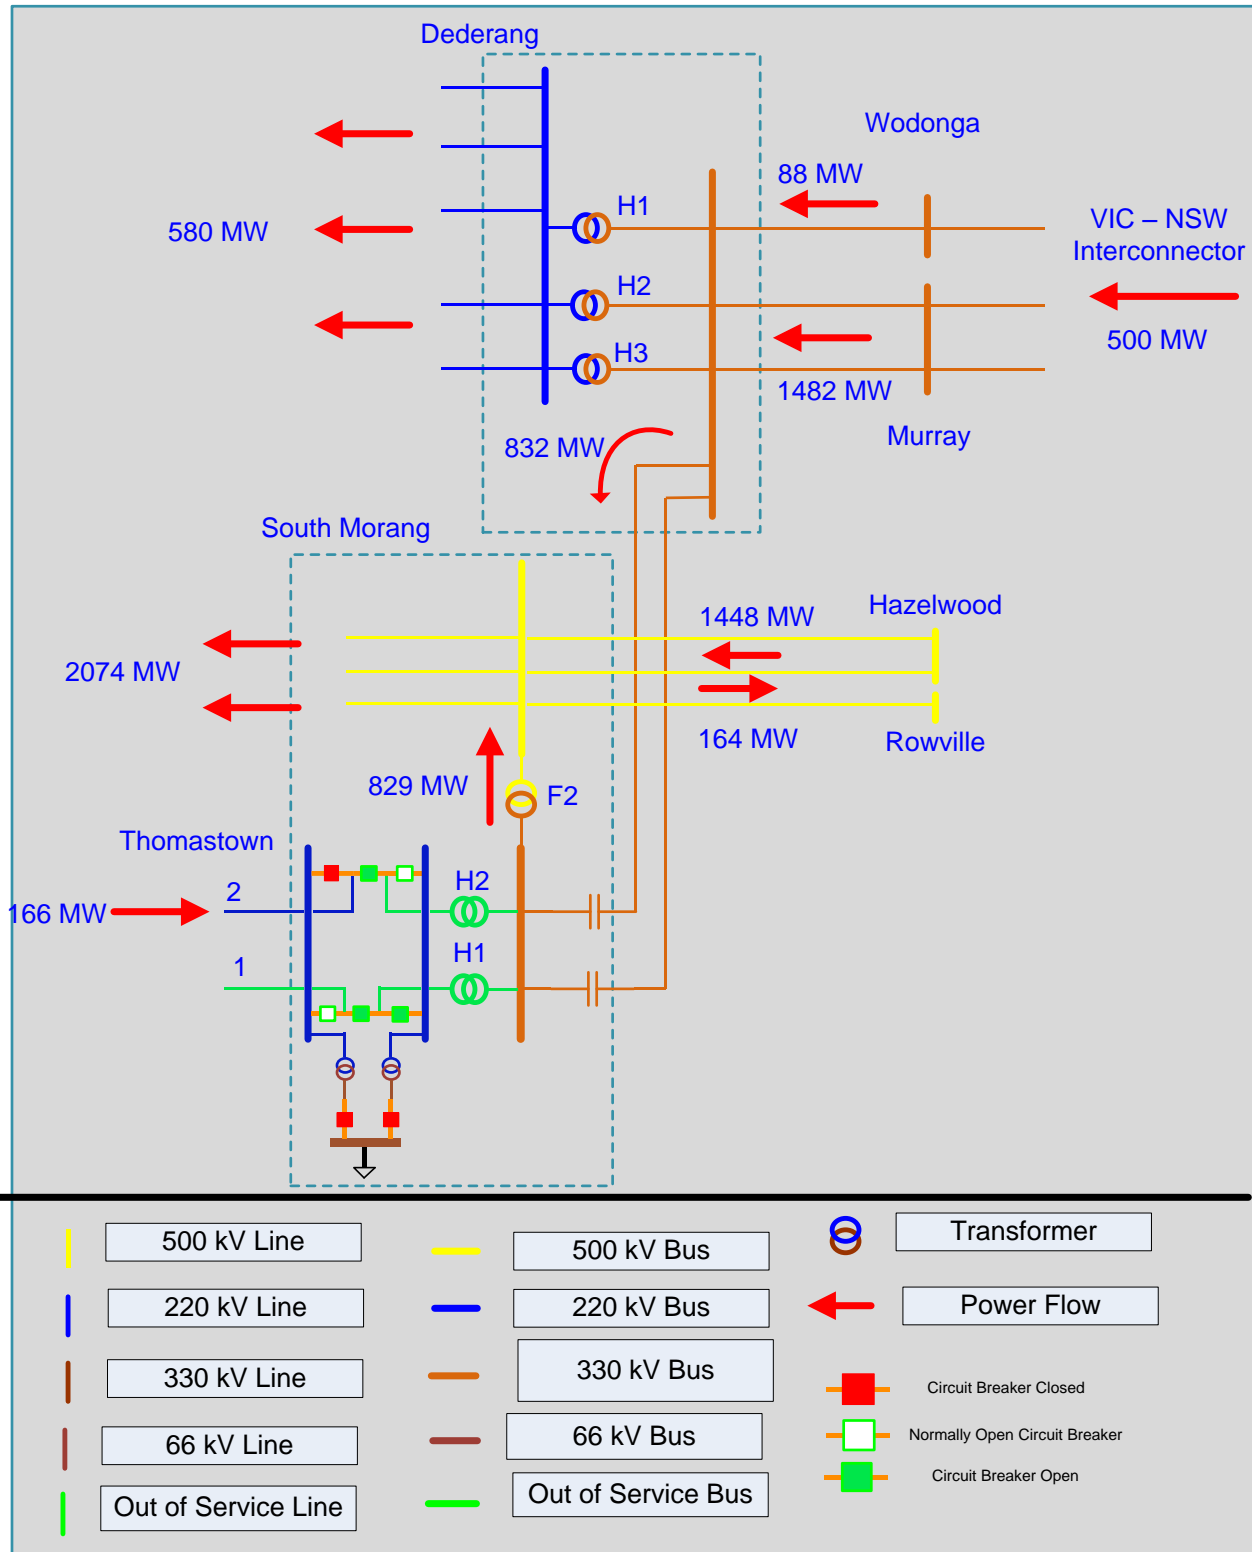 Dederang
Wodonga
88 MW
H1
VIC – NSW
Interconnector
580 MW
H2
500 MW
H3
1482 MW
Murray
832 MW
South Morang
1448 MW
Hazelwood
2074 MW
164 MW
Rowville
829 MW
F2
Thomastown
2
H2
166 MW
1
H1
500 kV Line
500 kV Bus
Transformer
220 kV Line
220 kV Bus
Power Flow
330 kV Line
330 kV Bus
Circuit Breaker Closed
66 kV Line
66 kV Bus
Normally Open Circuit Breaker
Circuit Breaker Open
Out of Service Line
Out of Service Bus